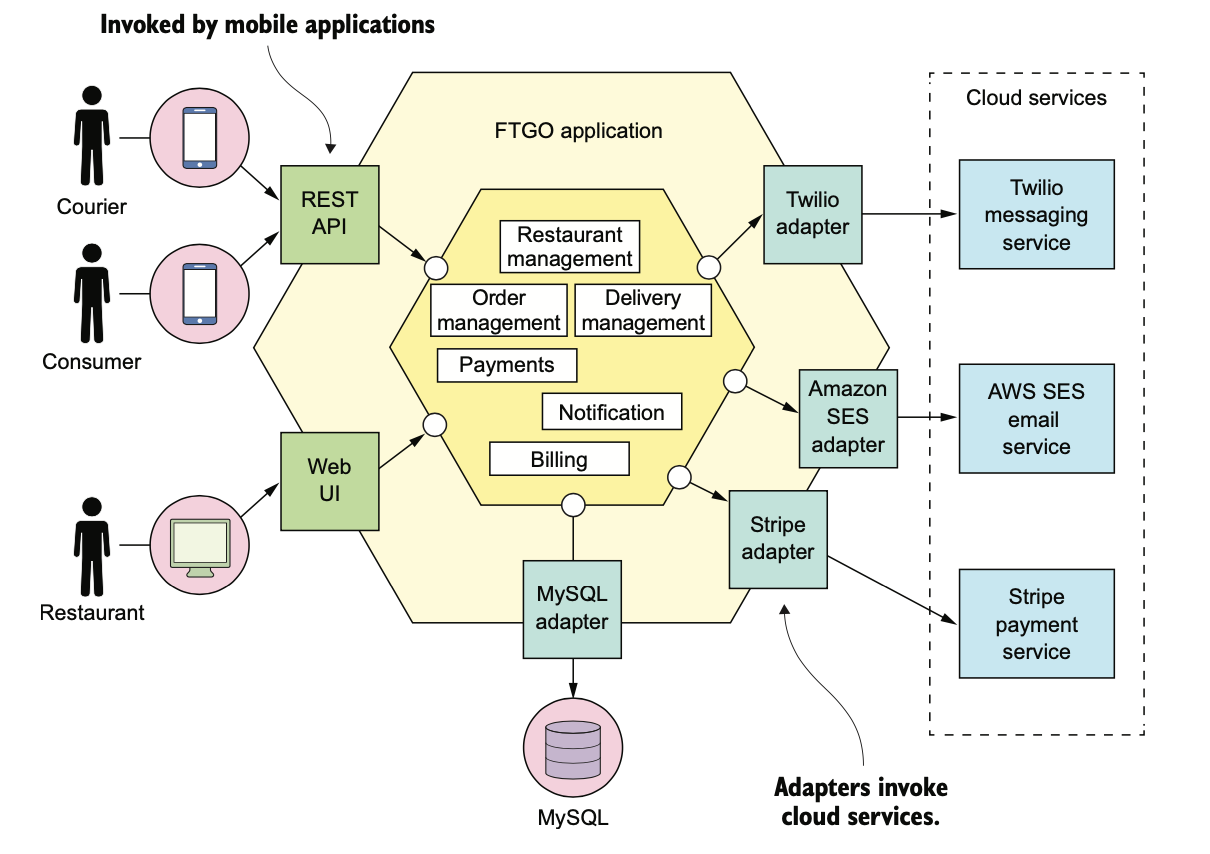 Invoked by mobile applications
Courier
Consumer
Restaurant
REST
API
Web
UI
FTGO application
Restaurant
management
Order
management
Delivery
management
Payments
Notification
Billing
MySQL
adapter
MySQL
Twilio
adapter
Amazon
SES
adapter
Stripe
adapter
Adapters invoke
cloud services.
Cloud services
Twilio
messaging
service
AWS SES
email
service
Stripe
payment
service